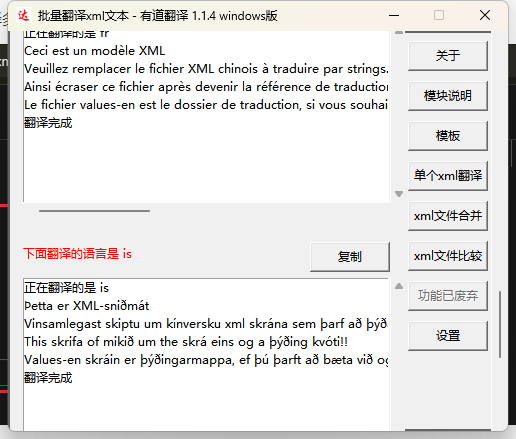 批量翻译xml文本 - 有道翻译 1.1.4 windows版
正在翻译的是 fr
Ceci est un modèle XML
Veuillez remplacer le fichier XML chinois à traduire par strings.
Ainsi écraser ce fichier après devenir la référence de traduction
Le fichier values-en est le dossier de traduction, si vous souhai
翻译完成
关于
模块说明
模板
单个xml翻译
xml文件合并
xml文件比较
功能已废弃
设置
下面翻译的语言是 is
复制
正在翻译的是 is
Þetta er XML-sniðmát
Vinsamlegast skiptu um kínversku xml skrána sem þarf að þýð
This skrifa of mikið um the skrá eins og a þýðing kvóti!!
Values-en skráin er þýðingarmappa, ef þú þarft að bæta við og
翻译完成